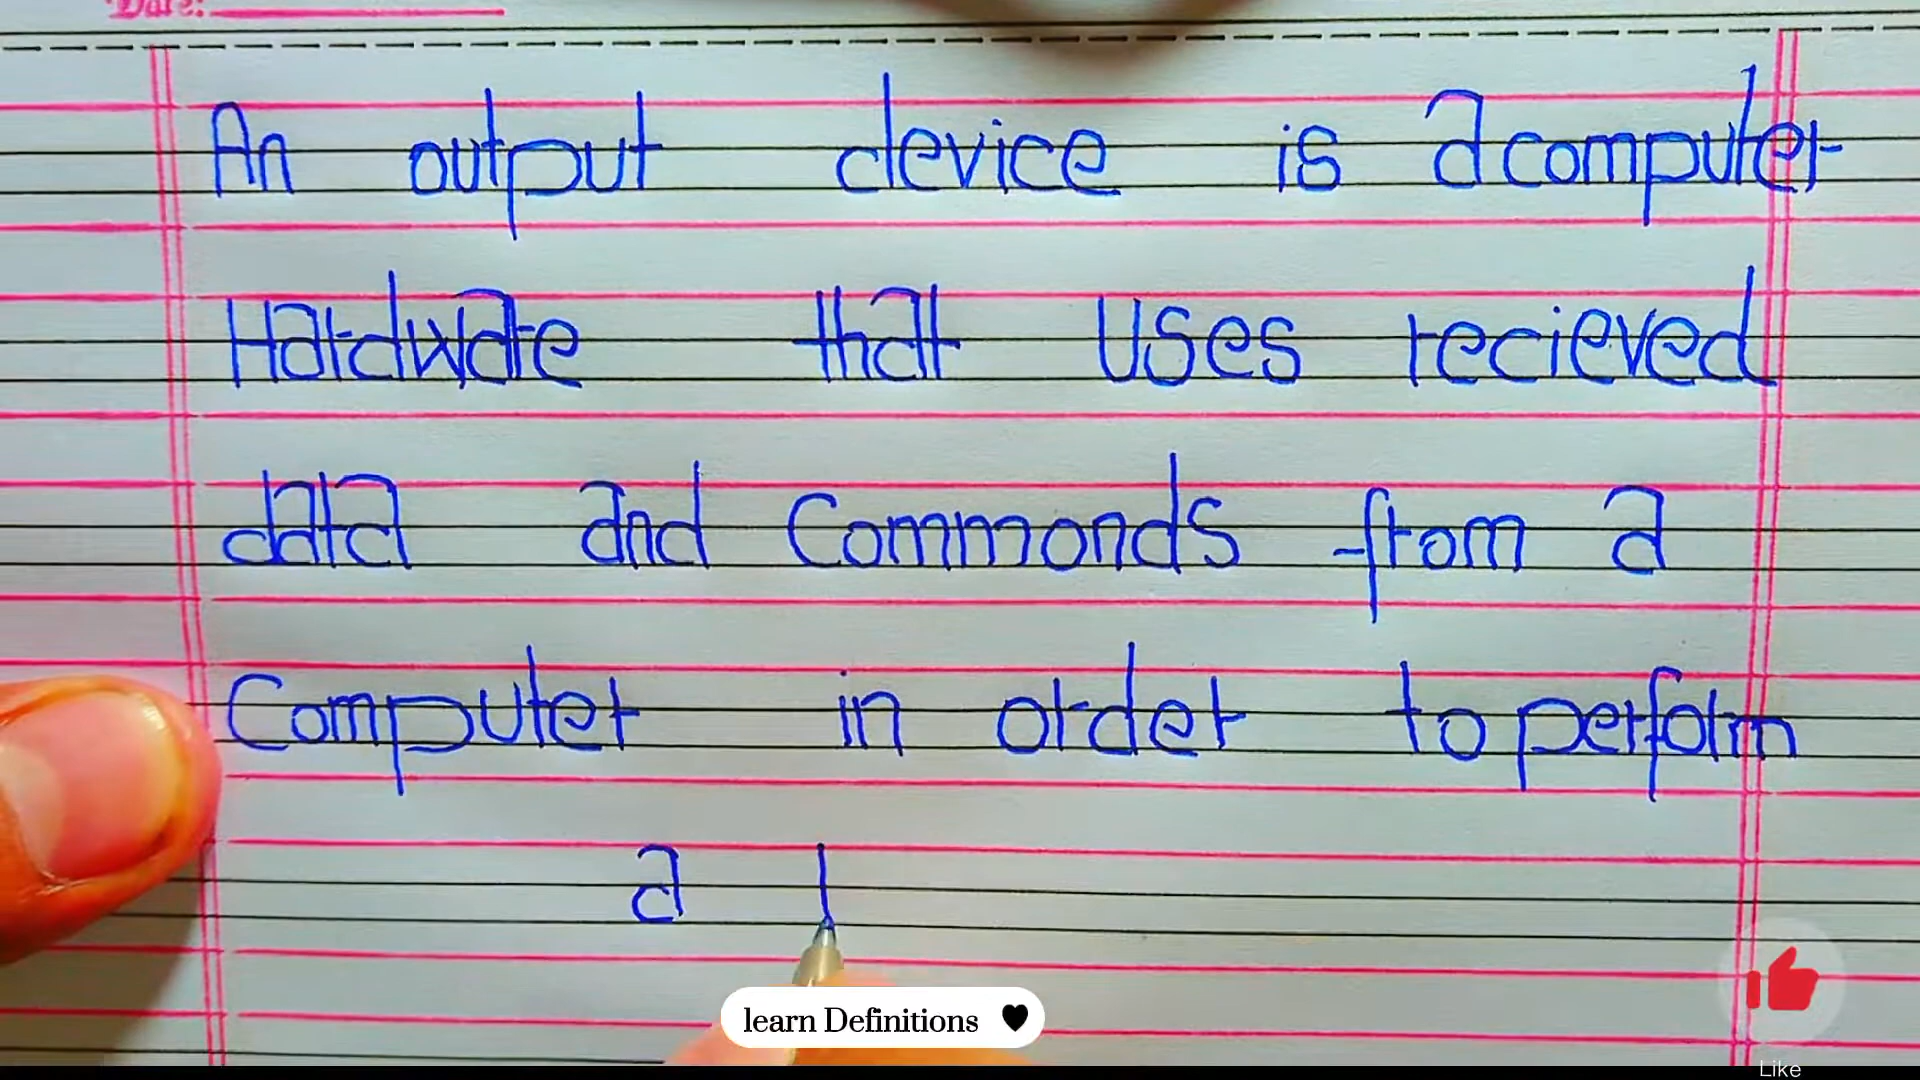 Date:
An output device is a computer
Hardware that uses recieved
data and Commonds from a
Computer in order to perform
a
learn Definitions
Like